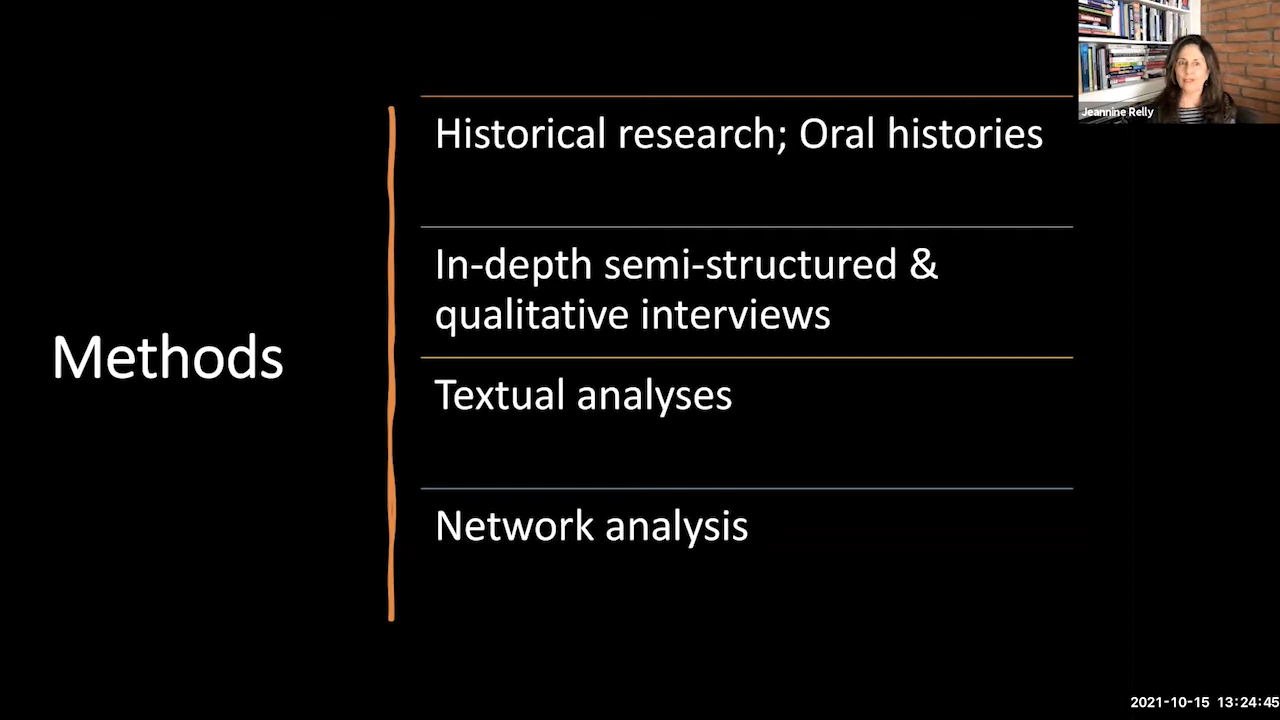 Jeannine Relly
Historical research; Oral histories
In-depth semi-structured &
qualitative interviews
Methods
Textual analyses
Network analysis
2021-10-15 13:24:45